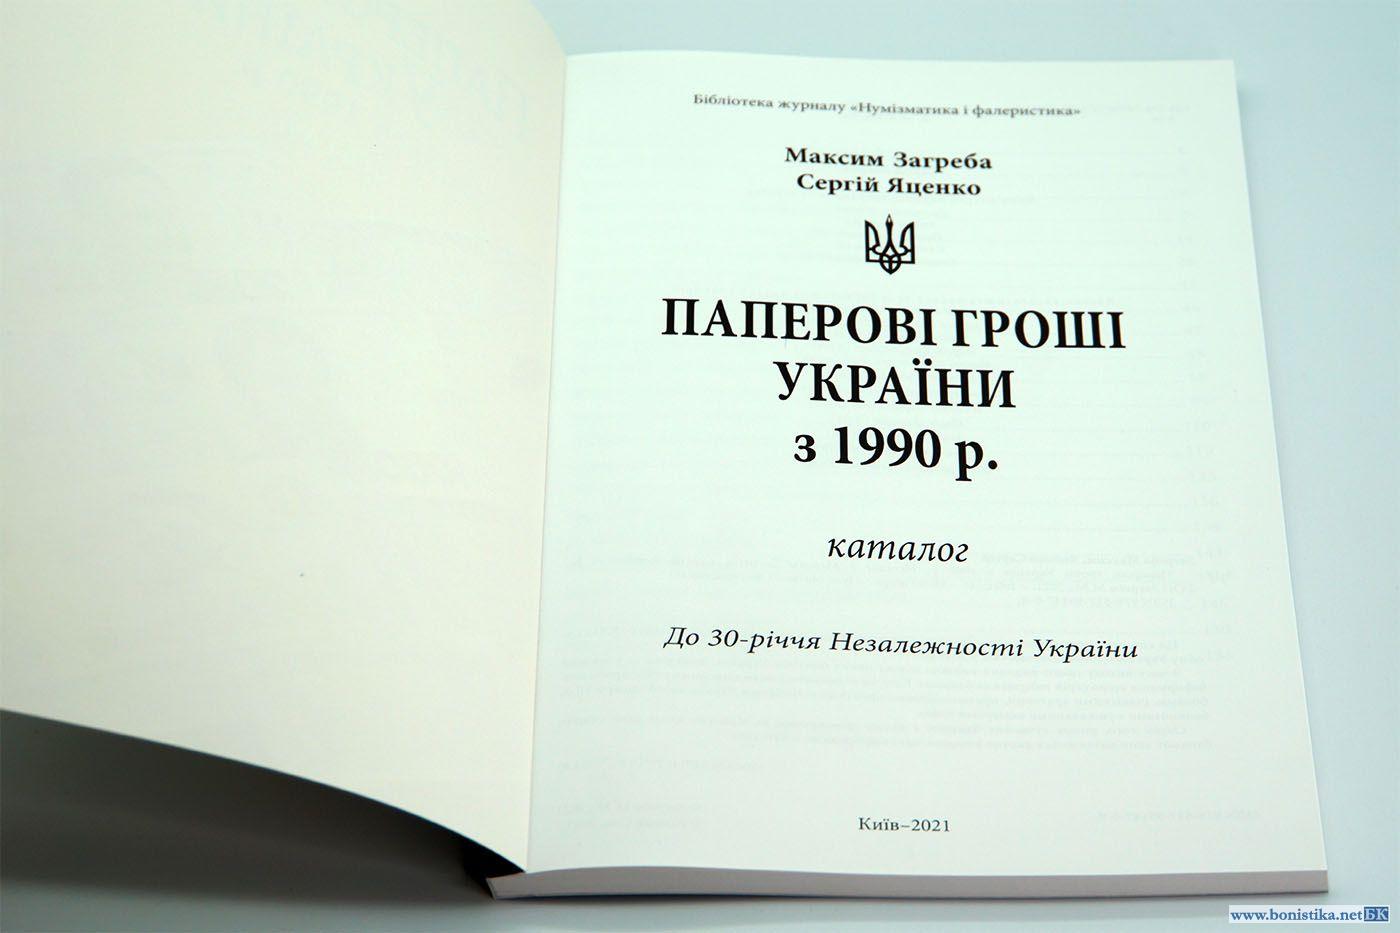 Бібліотека журналу «Нумізматика і фалеристика»
Максим Загреба
Сергій Яценко
ПАПЕРОВІ ГРОШІ
УКРАЇНИ
з 1990 р.
каталог
До 30-річчя Незалежності України
Київ–2021
www.bonistika.net БК